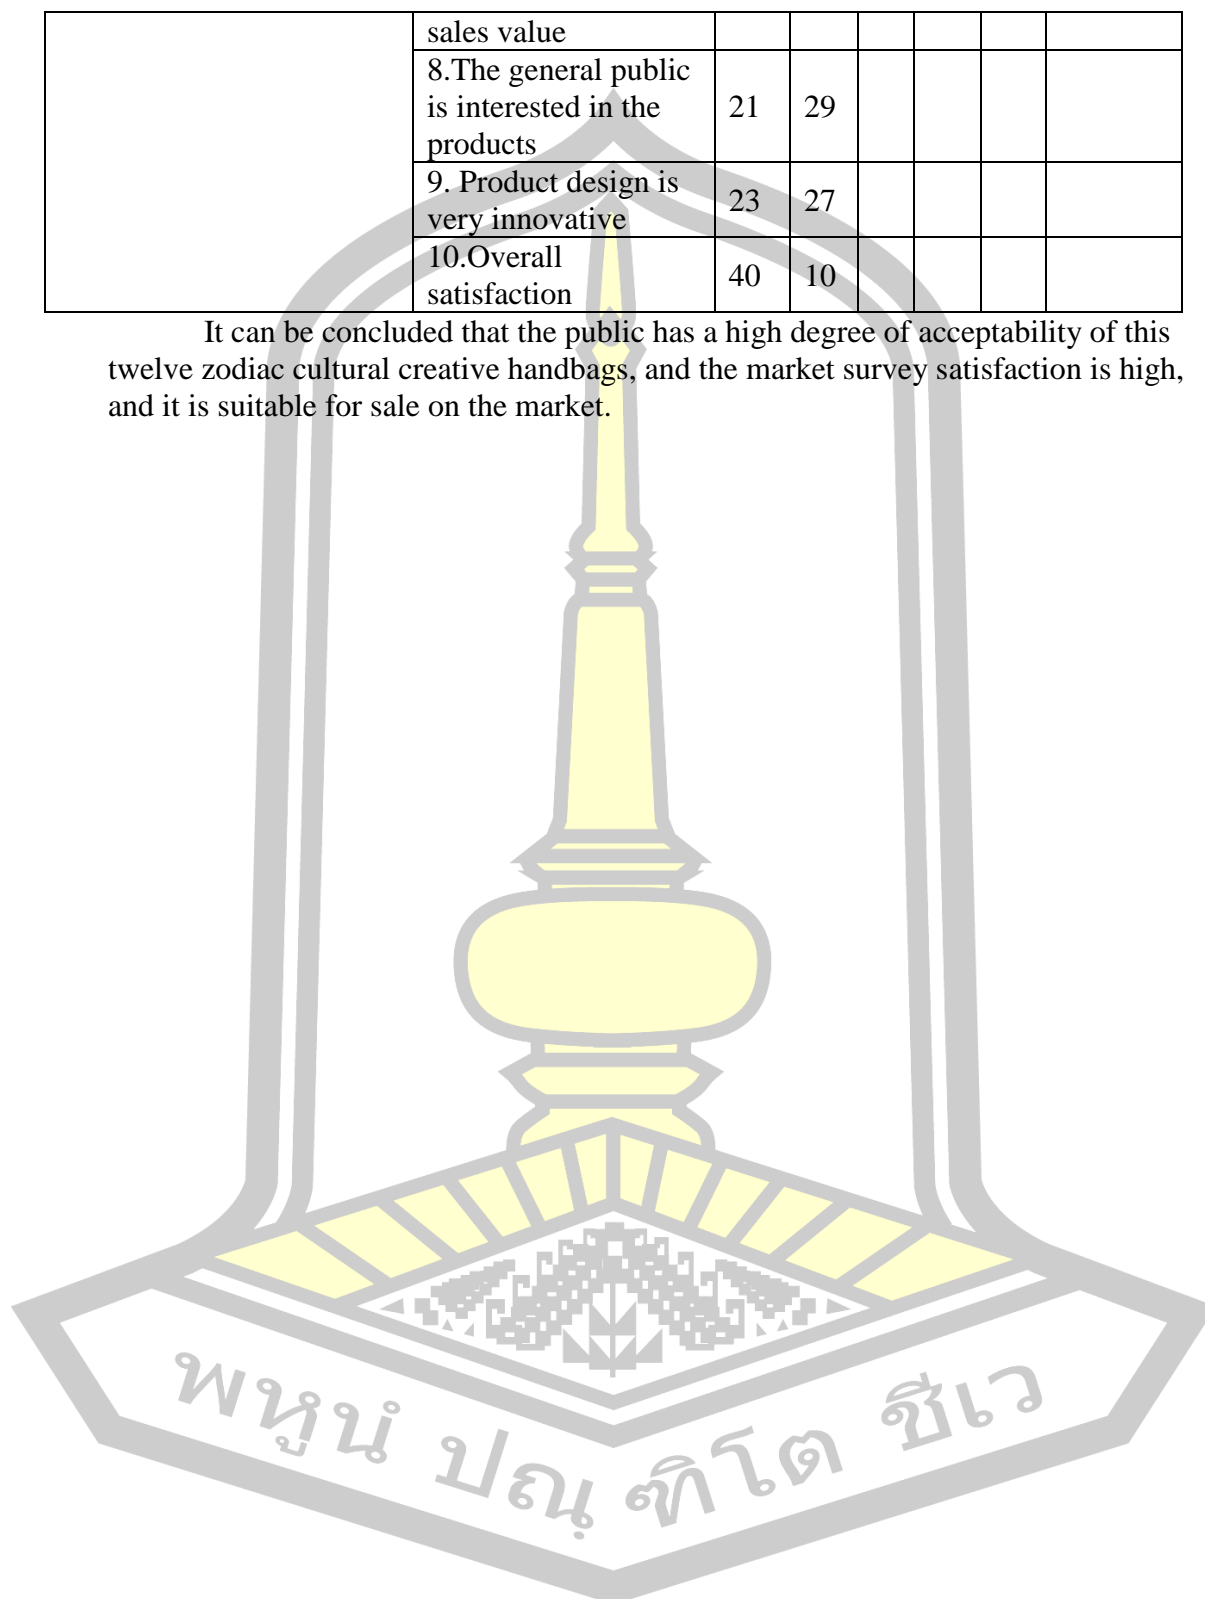 sales value
8.The general public
is interested in the
products
21 29
9. Product design is
very innovative
23 27
10.Overall
satisfaction
40 10
It can be concluded that the public has a high degree of acceptability of this
twelve zodiac cultural creative handbags, and the market survey satisfaction is high,
and it is suitable for sale on the market.
พหูนํ ปณฺฑิโต ชีเว